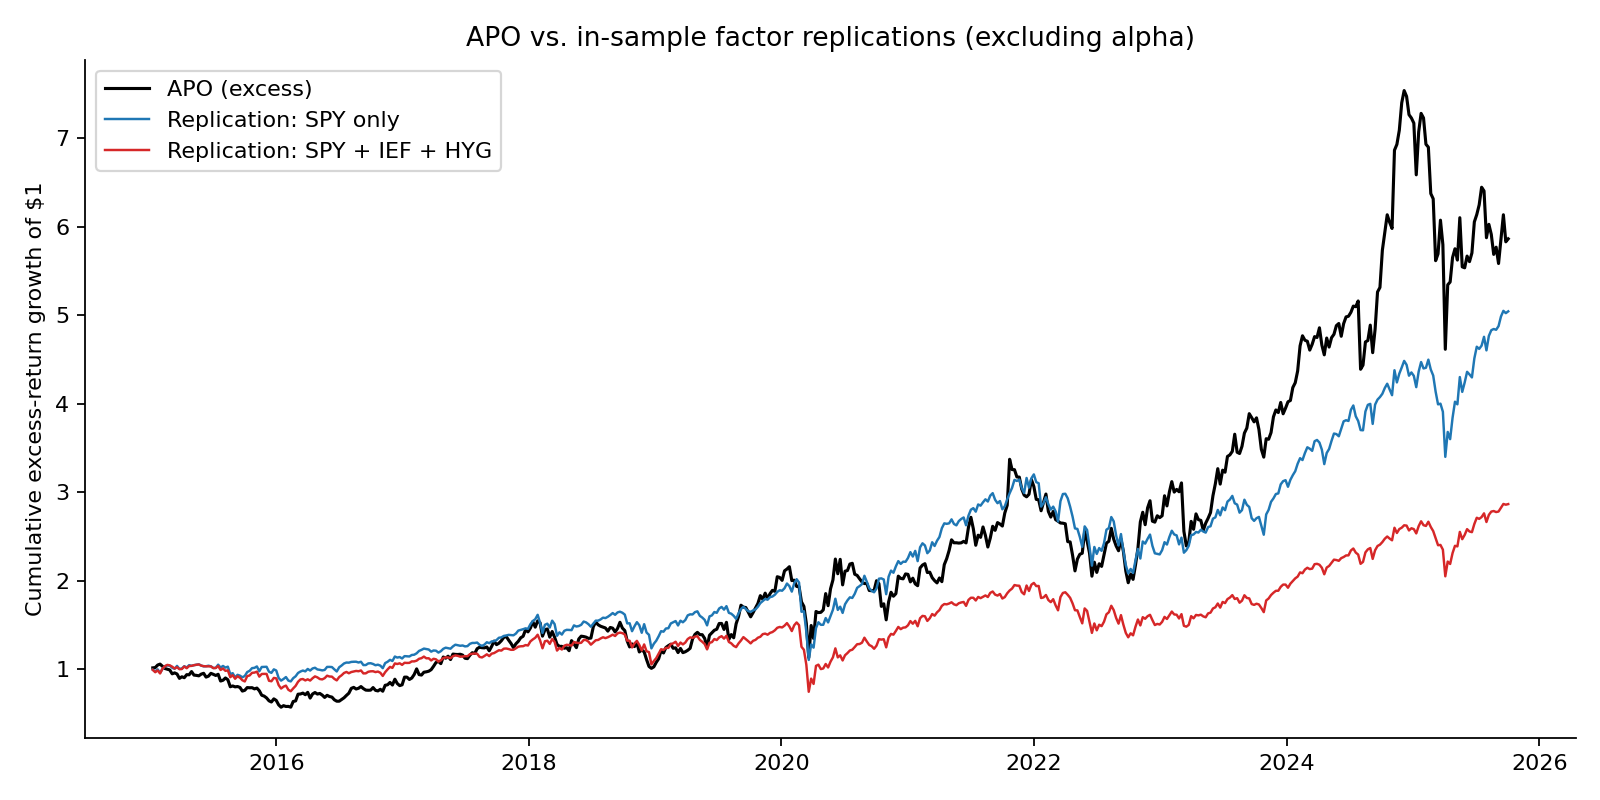 APO vs. in-sample factor replications (excluding alpha)
APO (excess)
Replication: SPY only
Replication: SPY + IEF + HYG
Cumulative excess-return growth of $1
7
6
5
4
3
2
1
2016
2018
2020
2022
2024
2026